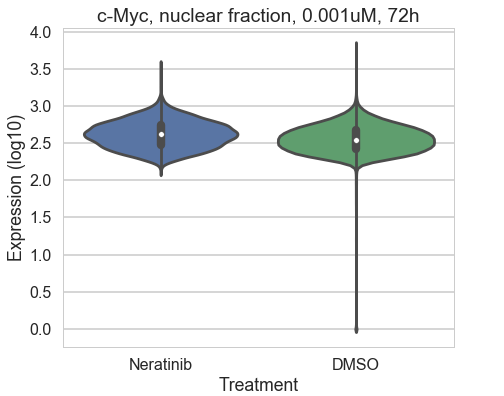 c-Myc, nuclear fraction, 0.001uM, 72h
4.0
3.5
3.0
2.5
2.0
1.5
1.0
0.5
0.0
Expression (log10)
Neratinib DMSO
Treatment